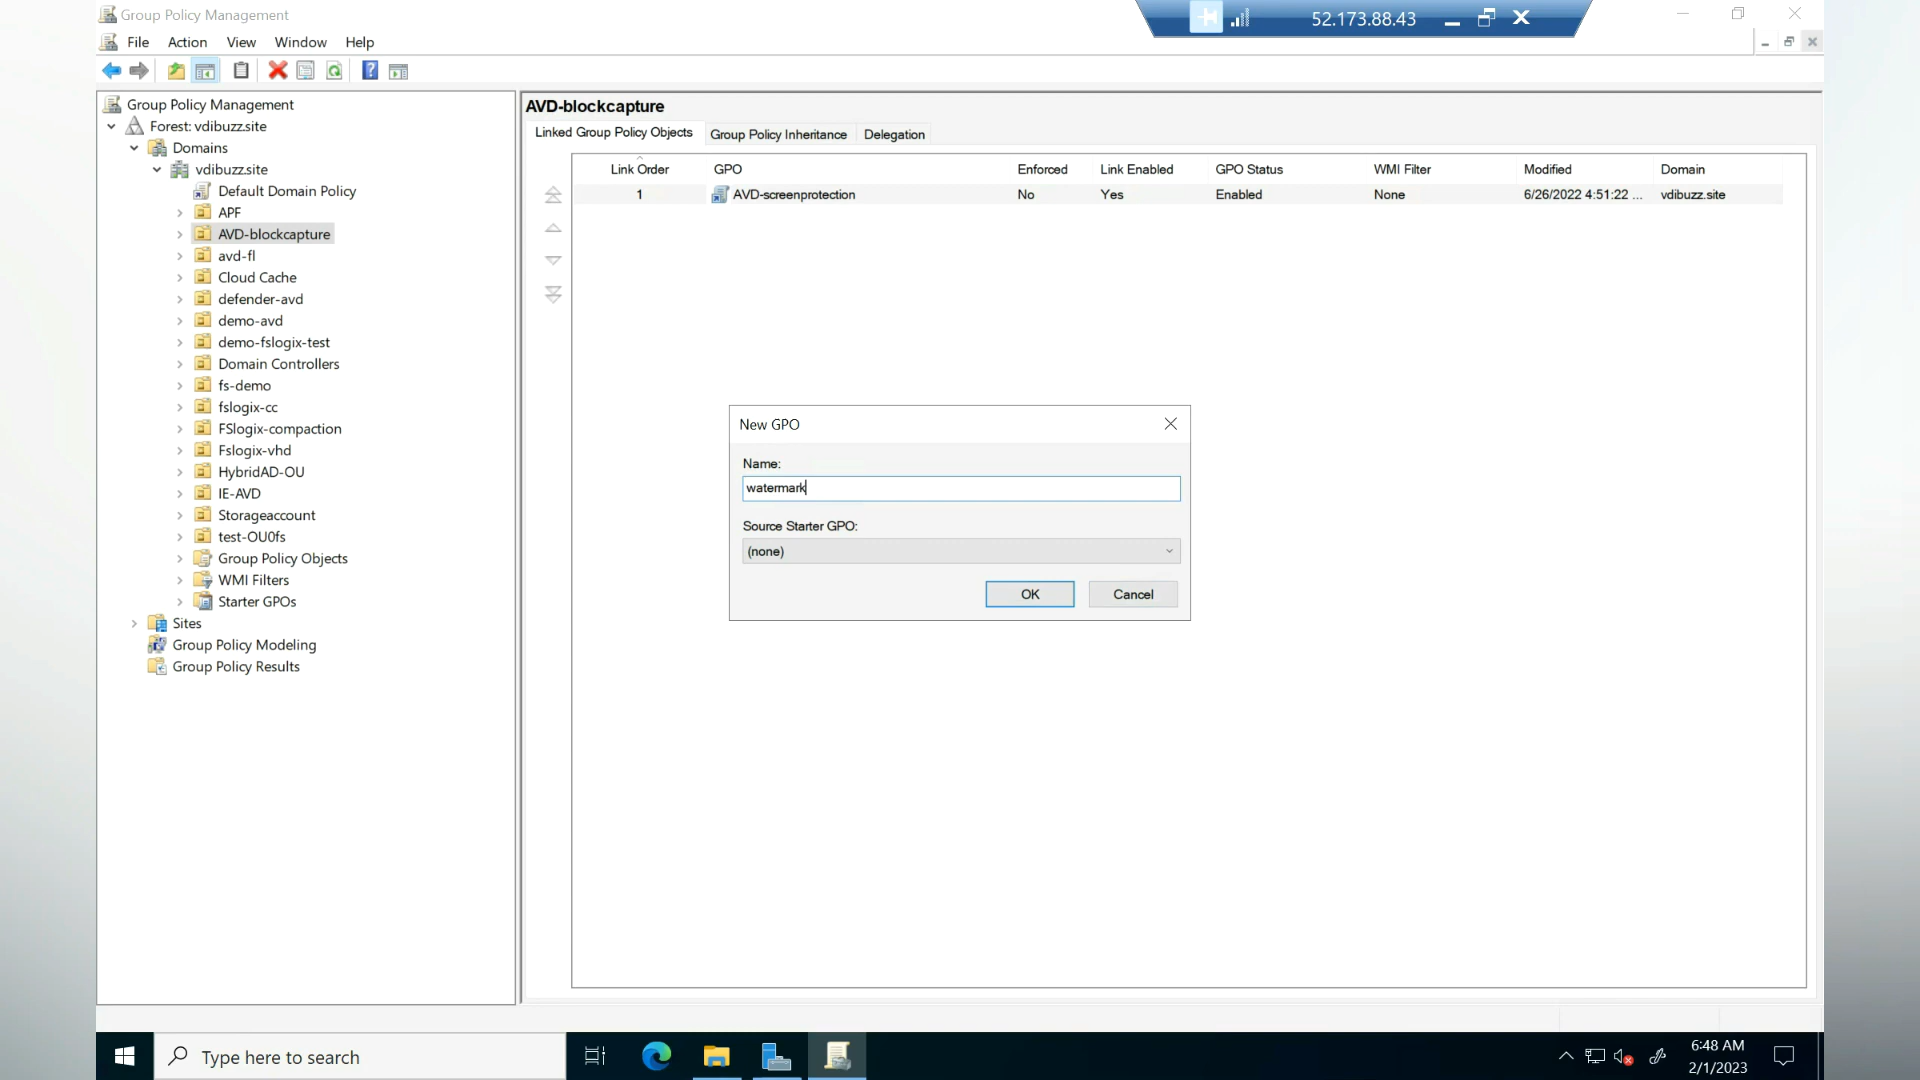 Group Policy Management
52.173.88.43
File Action View Window Help
Group Policy Management
Forest: vdibuzz.site
Domains
vdibuzz.site
Default Domain Policy
APF
AVD-blockcapture
avd-fl
Cloud Cache
defender-avd
demo-avd
demo-fslogix-test
Domain Controllers
fs-demo
fslogix-cc
FSlogix-compaction
Fslogix-vhd
HybridAD-OU
IE-AVD
Storageaccount
test-OU0fs
Group Policy Objects
WMI Filters
Starter GPOs
Sites
Group Policy Modeling
Group Policy Results
AVD-blockcapture
Linked Group Policy Objects Group Policy Inheritance Delegation
Link Order GPO Enforced Link Enabled GPO Status WMI Filter Modified Domain
1 AVD-screenprotection No Yes Enabled None 6/26/2022 4:51:22 ... vdibuzz.site
New GPO
Name:
watermark
Source Starter GPO:
(none)
OK Cancel
Type here to search
6:48 AM
2/1/2023